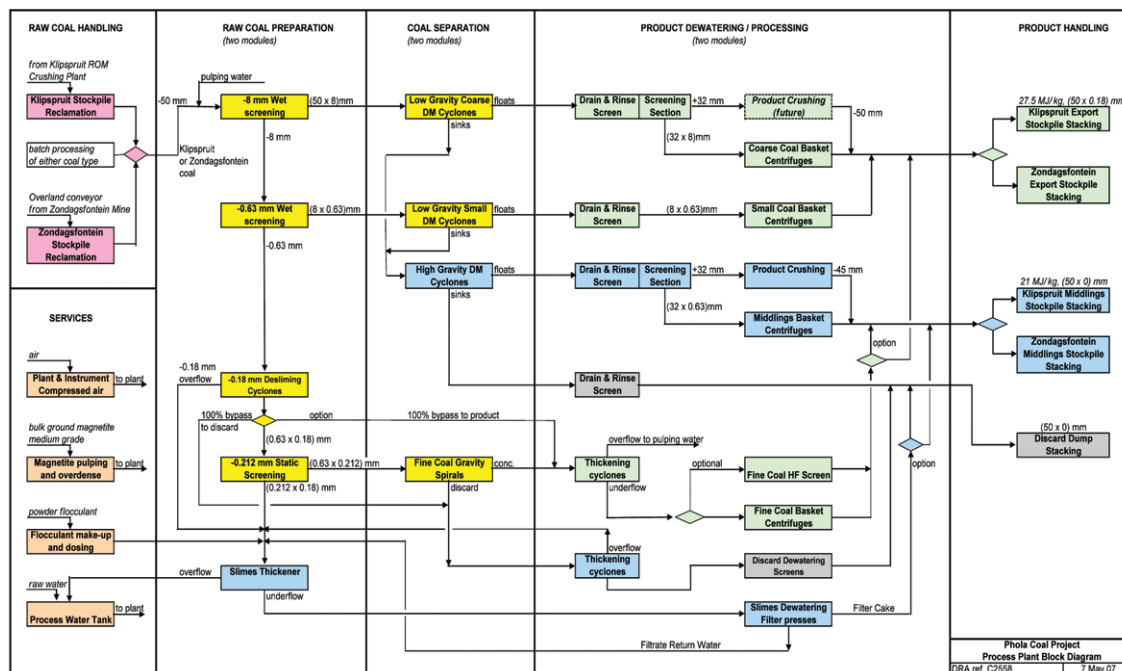 RAW COAL HANDLING
from Klipspruit ROM
Crushing Plant
Klipspruit Stockpile
Reclamation
batch processing
of either coal type
Overland conveyor
from Zondagsfontein Mine
Zondagsfontein
Stockpile
Reclamation
-50 mm
Klipspruit
or Zondagsfontein
coal
SERVICES
air
Plant & Instrument
Compressed air
to plant
bulk ground magnetite
medium grade
Magnetite pulping
and overdense
to plant
powder flocculant
Flocculant make-up
and dosing
raw water
Process Water Tank
to plant
RAW COAL PREPARATION
(two modules)
pulping water
-8 mm Wet
screening
(50 x 8)mm
-8 mm
-0.63 mm Wet
screening
(8 x 0.63)mm
-0.63 mm
-0.18 mm
overflow
-0.18 mm Desliming
Cyclones
100% bypass
to discard
option
(0.63 x 0.18) mm
-0.212 mm Static
Screening
(0.63 x 0.212) mm
(0.212 x 0.18) mm
overflow
Slimes Thickener
underflow
COAL SEPARATION
(two modules)
Low Gravity Coarse
DM Cyclones
floats
sinks
Low Gravity Small
DM Cyclones
floats
sinks
High Gravity DM
Cyclones
floats
sinks
100% bypass to product
Fine Coal Gravity
Spirals
conc.
discard
PRODUCT DEWATERING / PROCESSING
(two modules)
Drain & Rinse
Screen
Screening
Section
+32 mm
Product Crushing
(future)
-50 mm
(32 x 8)mm
Coarse Coal Basket
Centrifuges
Drain & Rinse
Screen
(8 x 0.63)mm
Small Coal Basket
Centrifuges
Drain & Rinse
Screen
Screening
Section
+32 mm
Product Crushing
-45 mm
(32 x 0.63)mm
Middlings Basket
Centrifuges
option
Drain & Rinse
Screen
overflow to pulping water
Thickening
cyclones
underflow
optional
Fine Coal HF Screen
option
Fine Coal Basket
Centrifuges
overflow
Thickening
cyclones
Discard Dewatering
Screens
Slimes Dewatering
Filter presses
Filter Cake
Filtrate Return Water
PRODUCT HANDLING
27.5 MJ/kg, (50 x 0.18) mm
Klipspruit Export
Stockpile Stacking
Zondagsfontein
Export Stockpile
Stacking
21 MJ/kg, (50 x 0) mm
Klipspruit Middlings
Stockpile Stacking
Zondagsfontein
Middlings Stockpile
Stacking
(50 x 0) mm
Discard Dump
Stacking
Phola Coal Project
Process Plant Block Diagram
DRA ref. C2558
7 May 07